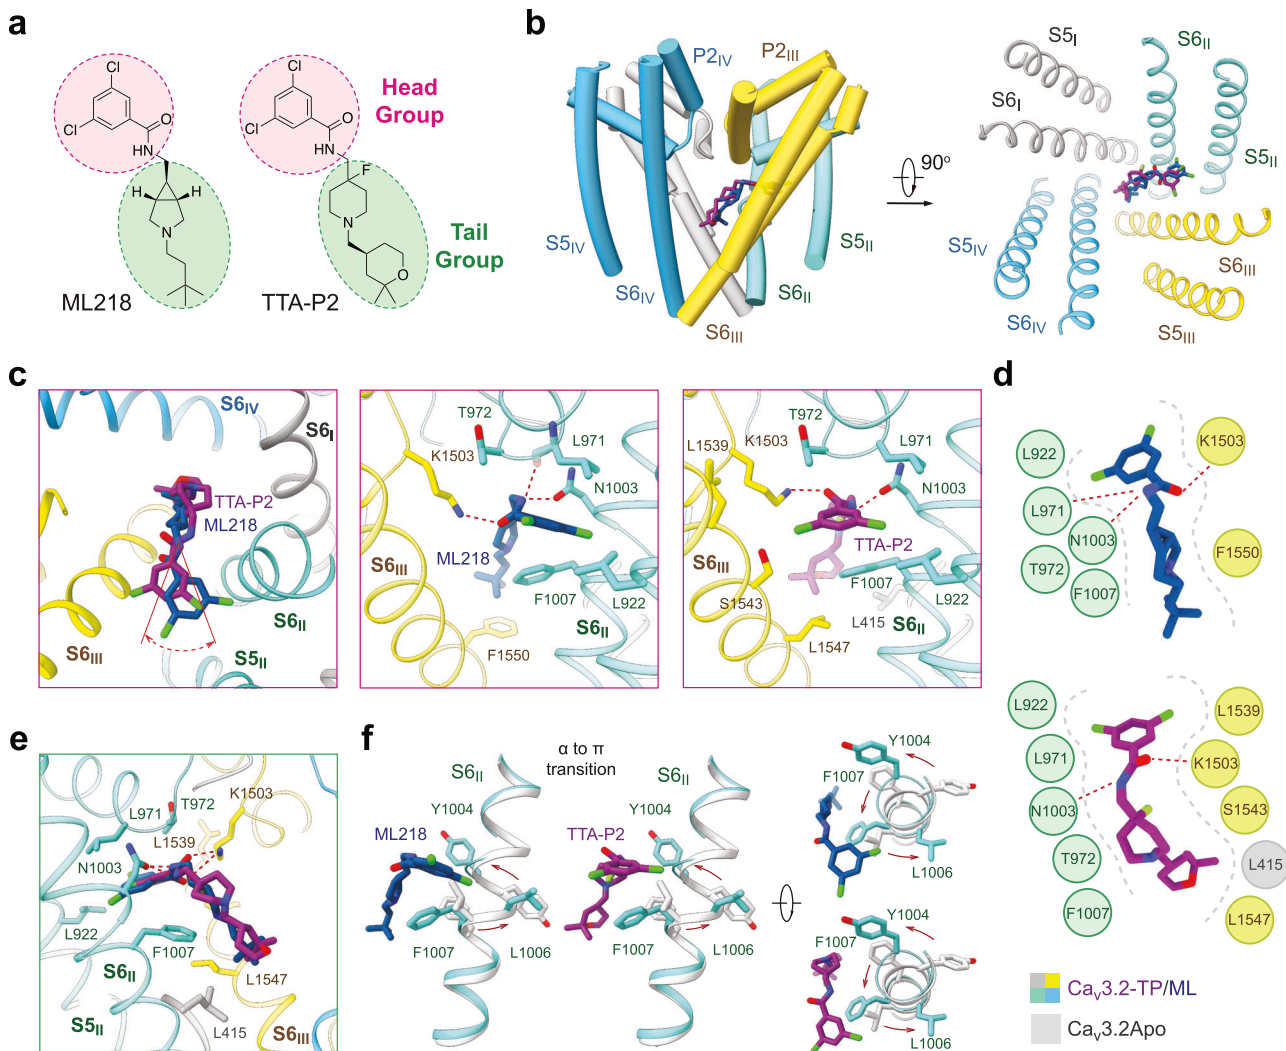 a
Cl
Cl
O
NH
H
H
H
N
ML218
Cl
Cl
O
NH
F
N
O
TTA-P2
Head
Group
Tail
Group
b
P2IV
P2III
S5IV
S6IV
S6III
S6II
S5II
90°
S5I
S6II
S6I
S5II
S5IV
S6IV
S6III
S5III
c
S6IV
S6I
TTA-P2
ML218
S6III
S6II
S5II
T972
K1503
L971
N1003
ML218
S6III
F1007
L922
S6II
F1550
T972
L1539
K1503
L971
N1003
TTA-P2
S6III
S1543
F1007
L922
L415
S6II
L1547
d
L922
K1503
L971
N1003
F1550
T972
F1007
L922
L1539
L971
K1503
N1003
S1543
T972
L415
F1007
L1547
Cav3.2-TP/ML
Cav3.2Apo
e
K1503
T972
L971
L1539
N1003
L922
F1007
S6II
L1547
S5II
L415
S6III
f
α to π
transition
S6II
Y1004
ML218
F1007
L1006
S6II
Y1004
TTA-P2
F1007
L1006
Y1004
F1007
L1006
Y1004
F1007
L1006